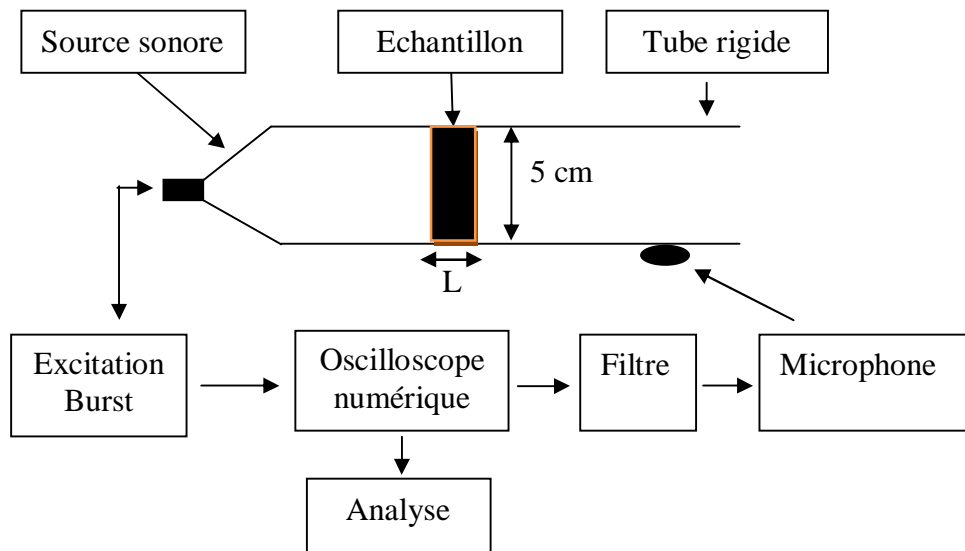 Source sonore
Echantillon
Tube rigide
5 cm
L
Excitation
Burst
Oscilloscope
numérique
Filtre
Microphone
Analyse